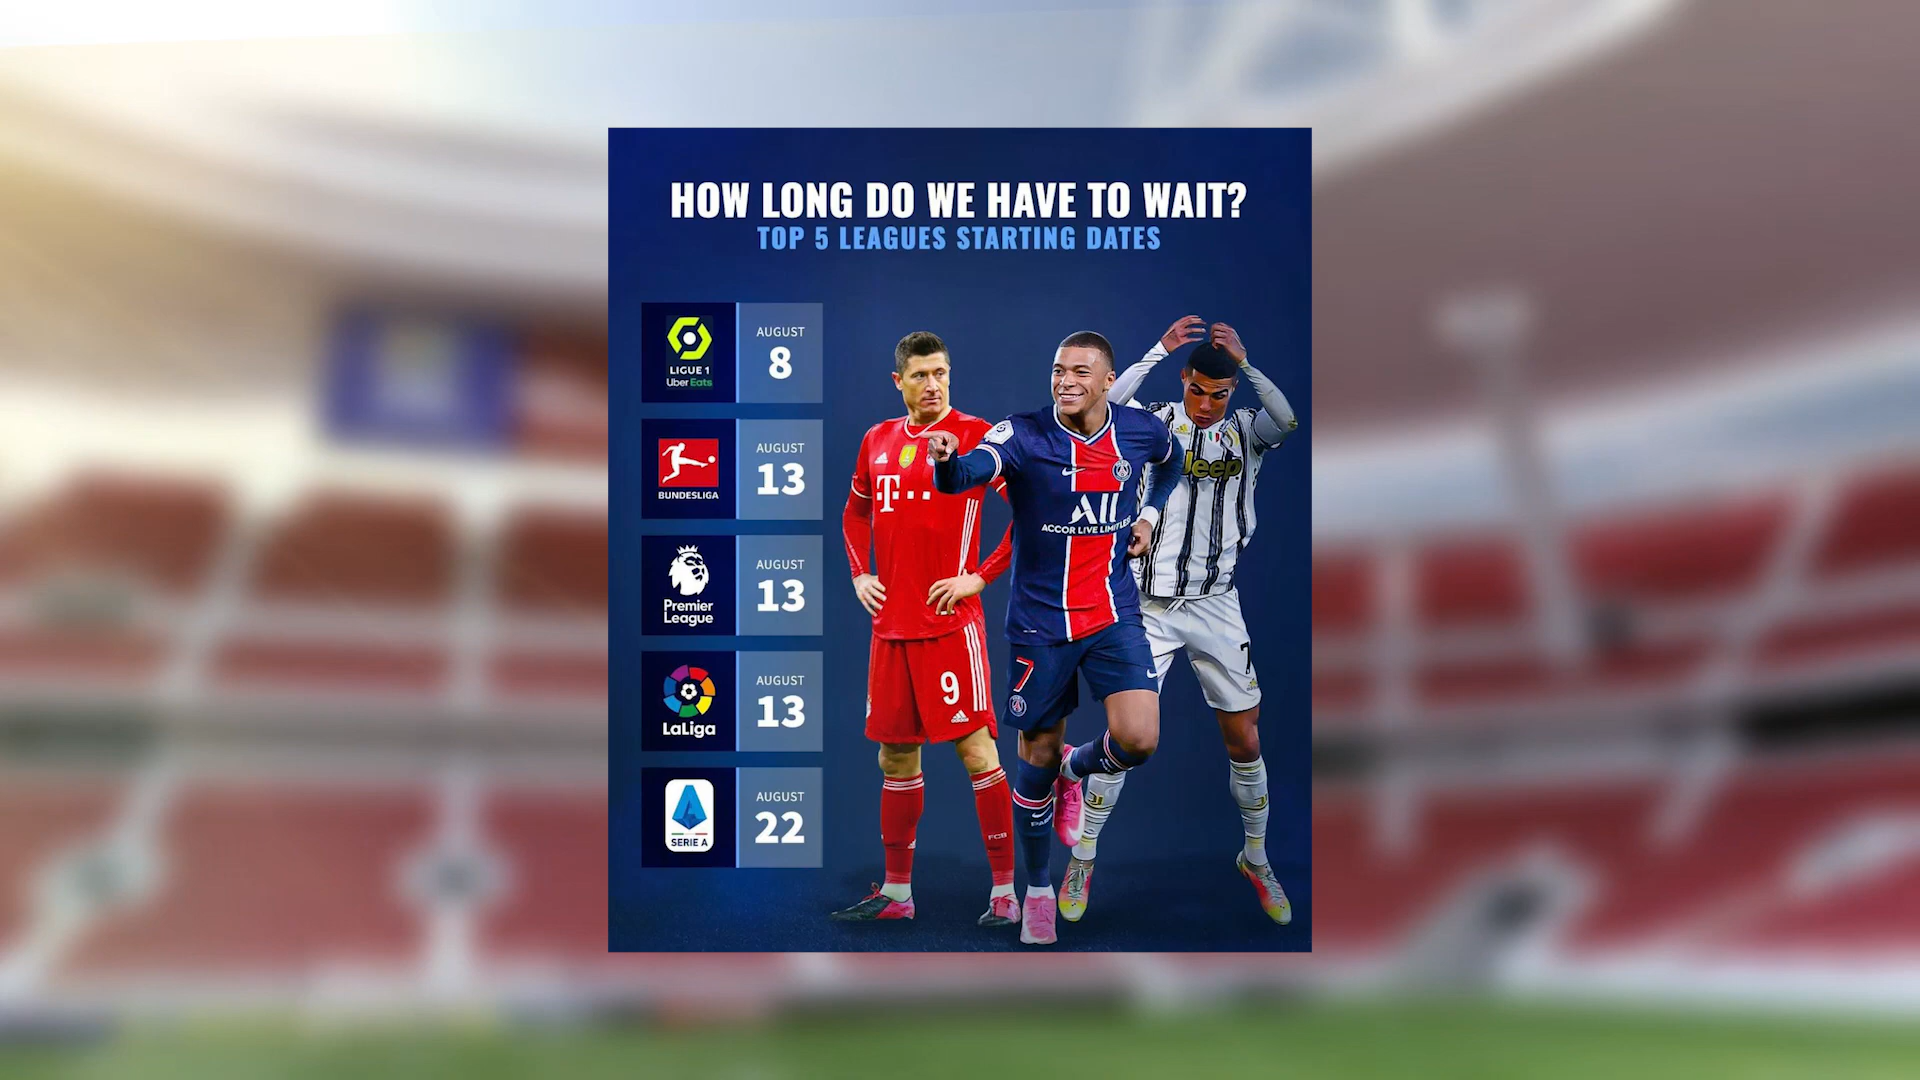 HOW LONG DO WE HAVE TO WAIT?
TOP 5 LEAGUES STARTING DATES
LIGUE 1
Uber Eats
AUGUST
8
BUNDESLIGA
AUGUST
13
Premier
League
AUGUST
13
LaLiga
AUGUST
13
SERIE A
AUGUST
22
T
9
FCB
ALL
ACCOR LIVE LIMITLESS
7
Jeep
7